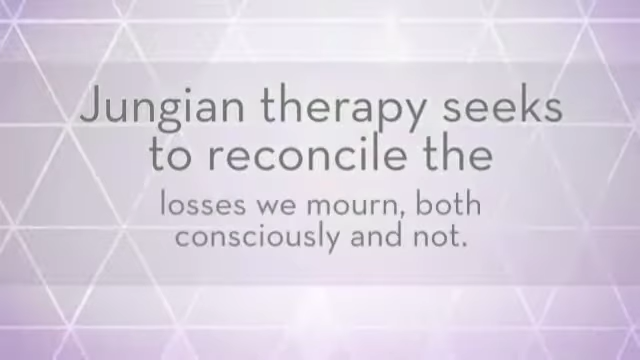 Jungian therapy seeks
to reconcile the
losses we mourn, both
consciously and not.